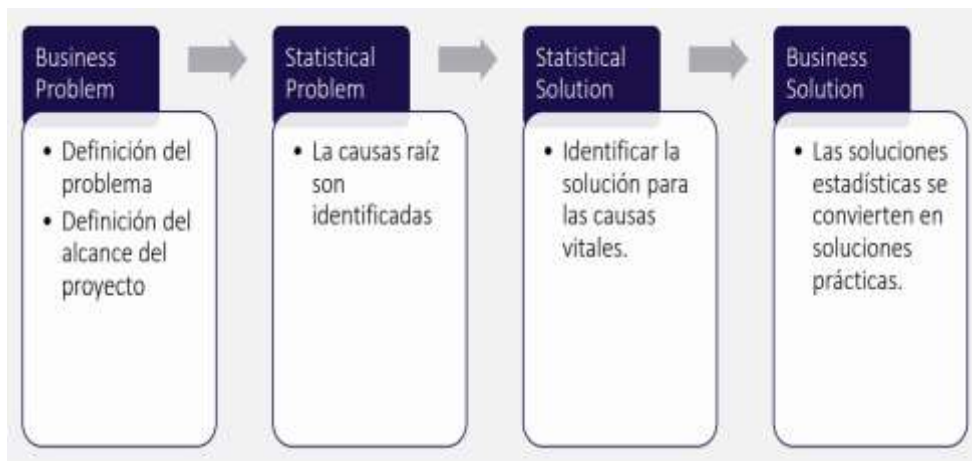 Business
Problem
• Definición del
problema
• Definición del
alcance del
proyecto
Statistical
Problem
• La causas raíz
son
identificadas
Statistical
Solution
• Identificar la
solución para
las causas
vitales.
Business
Solution
• Las soluciones
estadísticas se
convierten en
soluciones
prácticas.